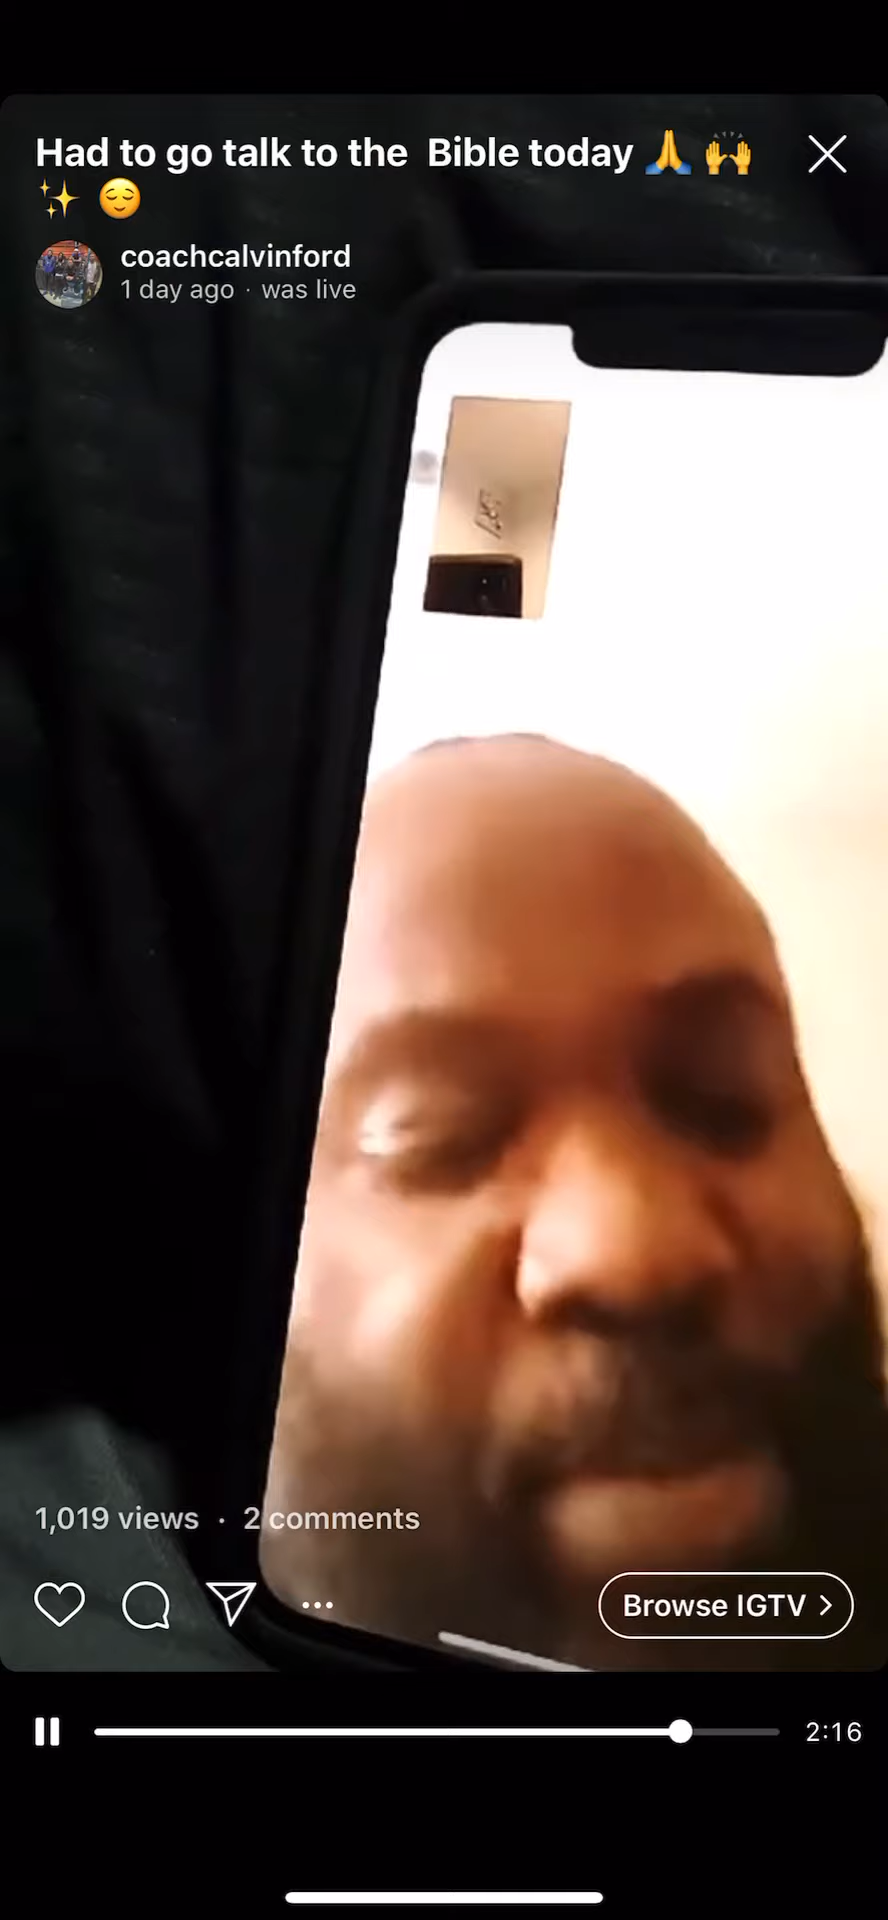 Had to go talk to the Bible today 🙏 🙌
✨ 😌
coachcalvinford
1 day ago · was live
1,019 views · 2 comments
Browse IGTV >
2:16